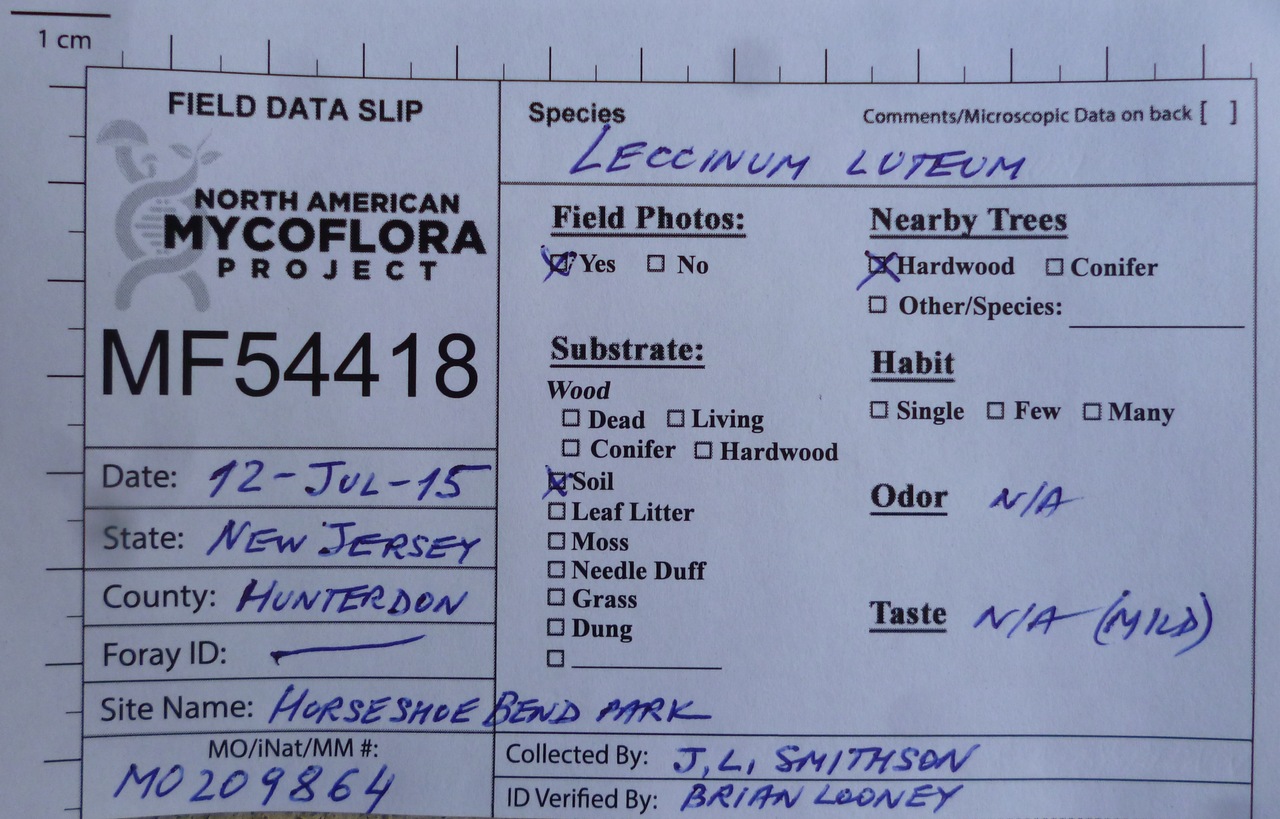 1 cm
FIELD DATA SLIP
NORTH AMERICAN
MYCOFLORA
PROJECT
MF54418
Date: 12-JUL-15
State: NEW JERSEY
County: HUNTERDON
Foray ID: —
Site Name: HORSESHOE BEND PARK
MO/iNat/MM #:
MO209864
Species
Comments/Microscopic Data on back [ ]
LECCINUM LUTEUM
Field Photos:
☒ Yes ☐ No
Substrate:
Wood
☐ Dead ☐ Living
☐ Conifer ☐ Hardwood
☒ Soil
☐ Leaf Litter
☐ Moss
☐ Needle Duff
☐ Grass
☐ Dung
☐ ____________
Nearby Trees
☒ Hardwood ☐ Conifer
☐ Other/Species: ____________
Habit
☐ Single ☐ Few ☐ Many
Odor N/A
Taste N/A (MILD)
Collected By: J.L. SMITHSON
ID Verified By: BRIAN LOONEY